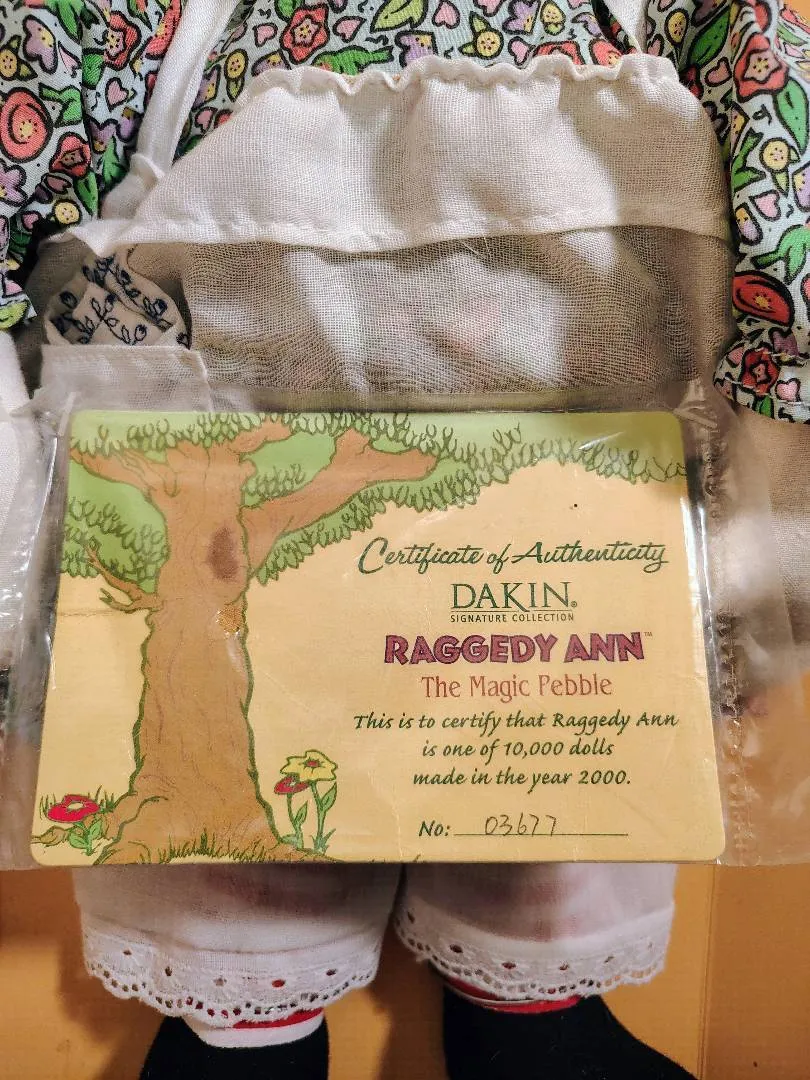 Certificate of Authenticity
DAKIN®
SIGNATURE COLLECTION
RAGGEDY ANN™
The Magic Pebble
This is to certify that Raggedy Ann
is one of 10,000 dolls
made in the year 2000.
No: 03677